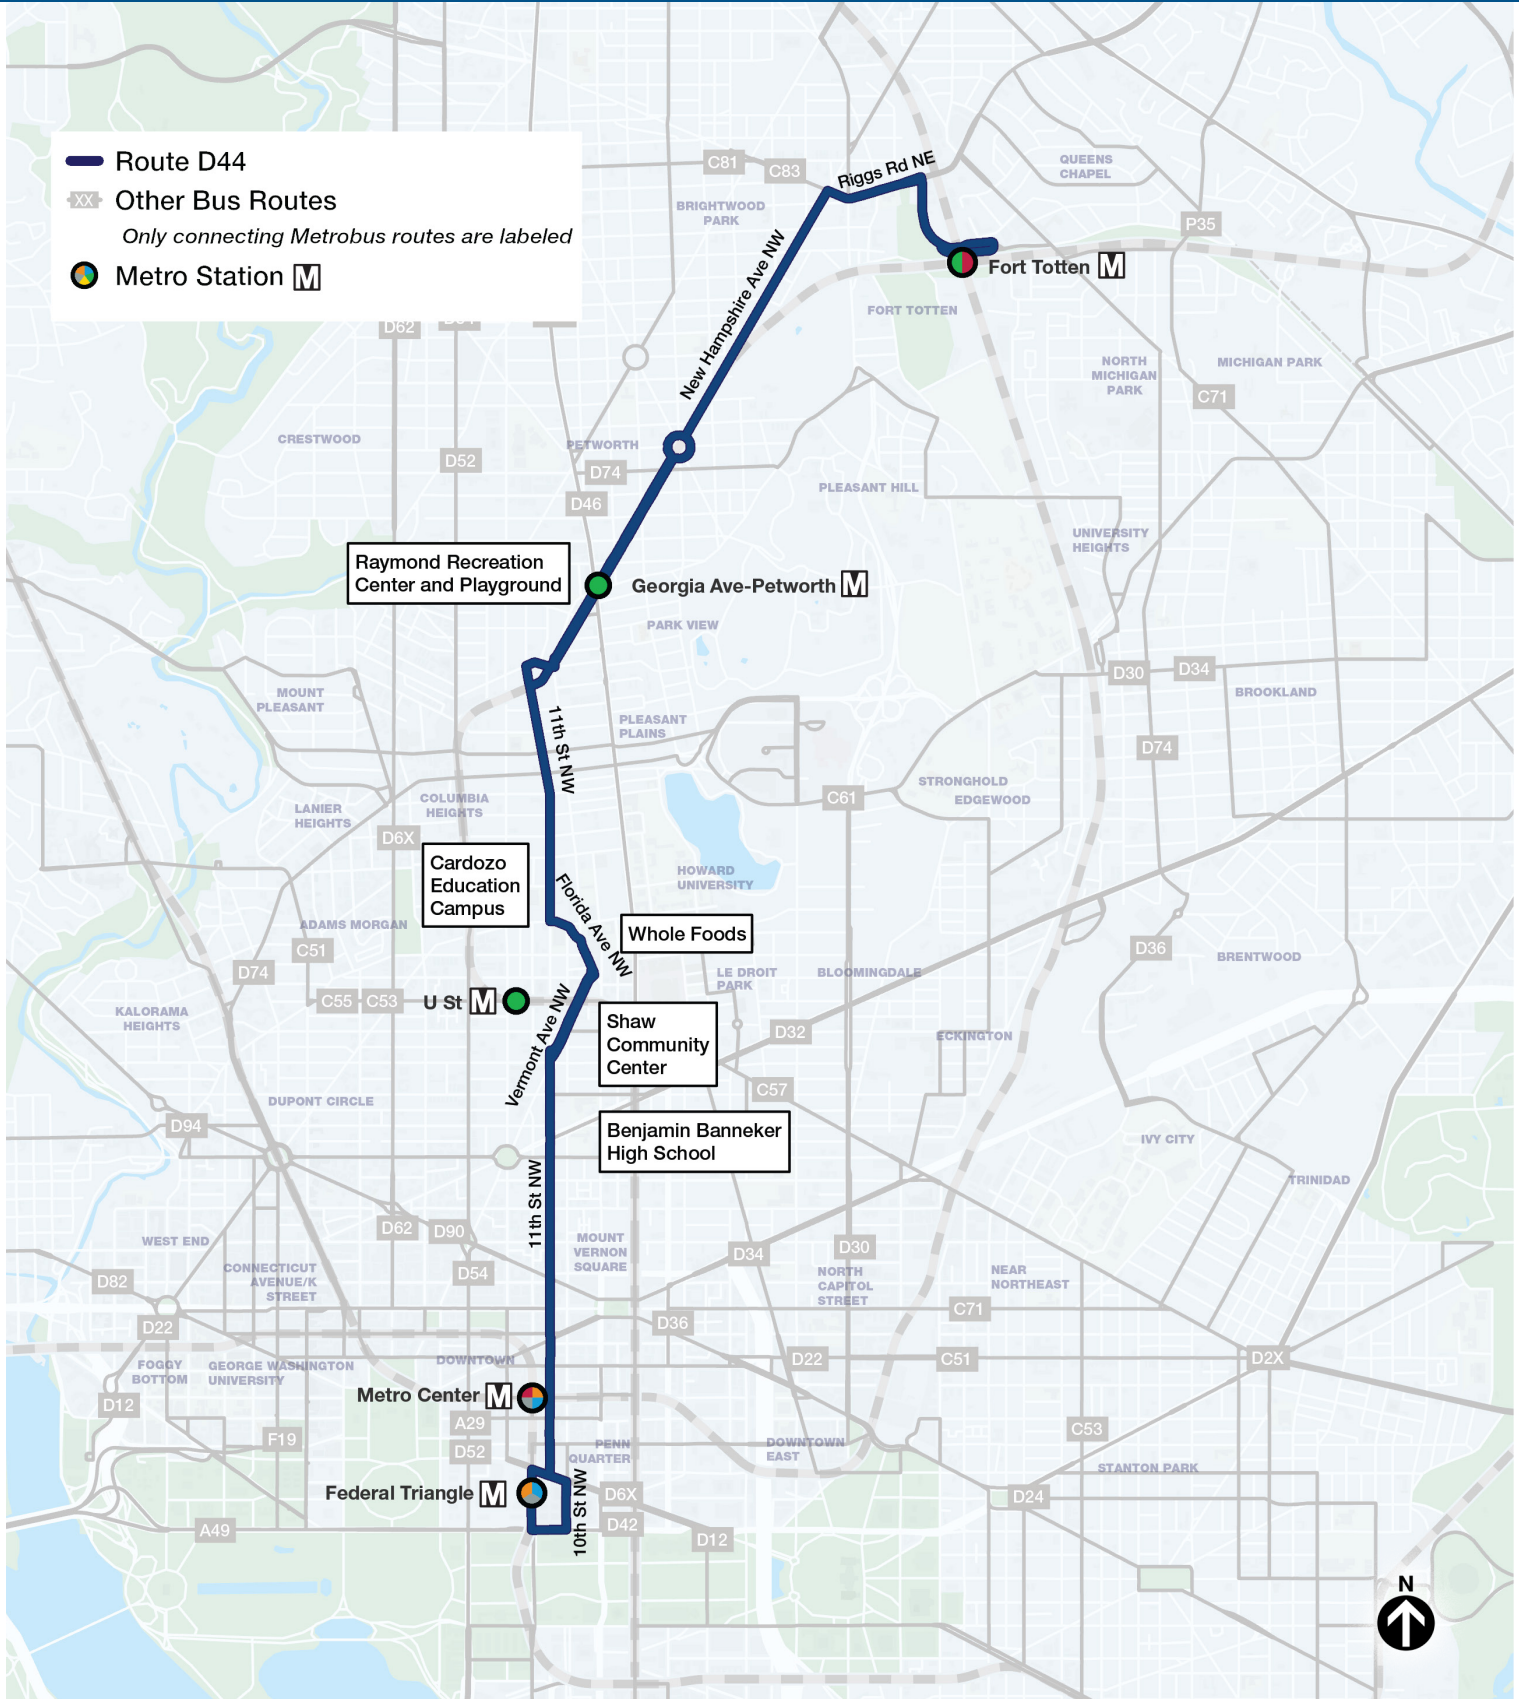 Route D44
XX
Other Bus Routes
Only connecting Metrobus routes are labeled
Metro Station M
C81
C83
Riggs Rd NE
QUEENS
CHAPEL
BRIGHTWOOD
PARK
P35
New Hampshire Ave NW
Fort Totten M
FORT TOTTEN
D62
NORTH
MICHIGAN
PARK
MICHIGAN PARK
C71
CRESTWOOD
PETWORTH
D52
D74
D46
PLEASANT HILL
UNIVERSITY
HEIGHTS
Raymond Recreation
Center and Playground
Georgia Ave-Petworth M
PARK VIEW
D30
D34
BROOKLAND
MOUNT
PLEASANT
11th St NW
PLEASANT
PLAINS
D74
STRONGHOLD
EDGEWOOD
C61
LANIER
HEIGHTS
COLUMBIA
HEIGHTS
D6X
Cardozo
Education
Campus
Florida Ave NW
HOWARD
UNIVERSITY
ADAMS MORGAN
Whole Foods
C51
D74
D36
BRENTWOOD
LE DROIT
PARK
BLOOMINGDALE
C55
C53
U St M
KALORAMA
HEIGHTS
Vermont Ave NW
Shaw
Community
Center
D32
ECKINGTON
C57
DUPONT CIRCLE
D94
Benjamin Banneker
High School
IVY CITY
TRINIDAD
11th St NW
D62
D90
WEST END
MOUNT
VERNON
SQUARE
D34
D30
D54
CONNECTICUT
AVENUE/K
STREET
D82
NORTH
CAPITOL
STREET
NEAR
NORTHEAST
C71
D22
D36
FOGGY
BOTTOM
GEORGE WASHINGTON
UNIVERSITY
DOWNTOWN
D22
C51
D2X
Metro Center M
D12
A29
C53
F19
D52
PENN
QUARTER
DOWNTOWN
EAST
STANTON PARK
Federal Triangle M
10th St NW
D6X
D24
A49
D42
D12
N